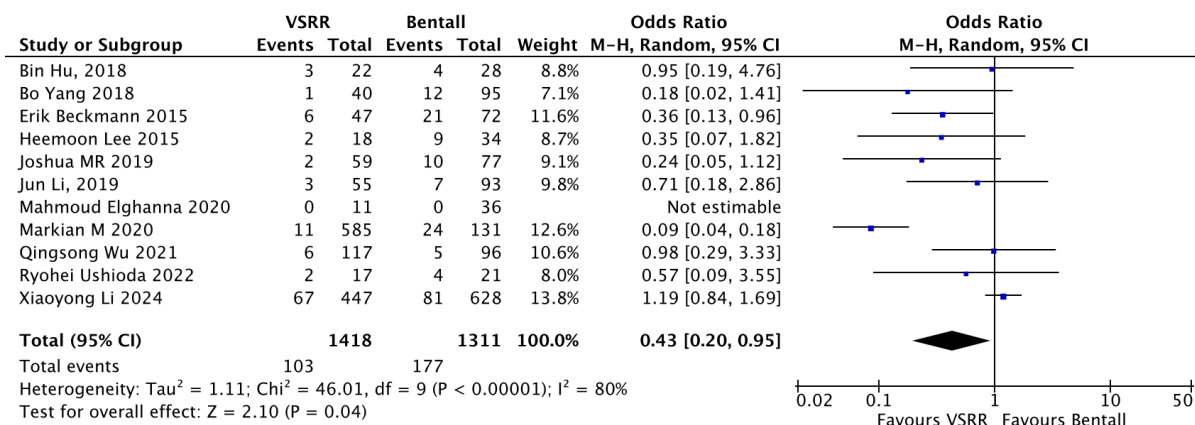 VSRR Bentall Odds Ratio Odds Ratio
Study or Subgroup Events Total Events Total Weight M-H, Random, 95% CI M-H, Random, 95% CI
Bin Hu, 2018 3 22 4 28 8.8% 0.95 [0.19, 4.76]
Bo Yang 2018 1 40 12 95 7.1% 0.18 [0.02, 1.41]
Erik Beckmann 2015 6 47 21 72 11.6% 0.36 [0.13, 0.96]
Heemoon Lee 2015 2 18 9 34 8.7% 0.35 [0.07, 1.82]
Joshua MR 2019 2 59 10 77 9.1% 0.24 [0.05, 1.12]
Jun Li, 2019 3 55 7 93 9.8% 0.71 [0.18, 2.86]
Mahmoud Elghanna 2020 0 11 0 36 Not estimable
Markian M 2020 11 585 24 131 12.6% 0.09 [0.04, 0.18]
Qingsong Wu 2021 6 117 5 96 10.6% 0.98 [0.29, 3.33]
Ryohei Ushioda 2022 2 17 4 21 8.0% 0.57 [0.09, 3.55]
Xiaoyong Li 2024 67 447 81 628 13.8% 1.19 [0.84, 1.69]
Total (95% CI) 1418 1311 100.0% 0.43 [0.20, 0.95]
Total events 103 177
Heterogeneity: Tau² = 1.11; Chi² = 46.01, df = 9 (P < 0.00001); I² = 80%
Test for overall effect: Z = 2.10 (P = 0.04)
0.02 0.1 1 10 50
Favours VSRR Favours Bentall